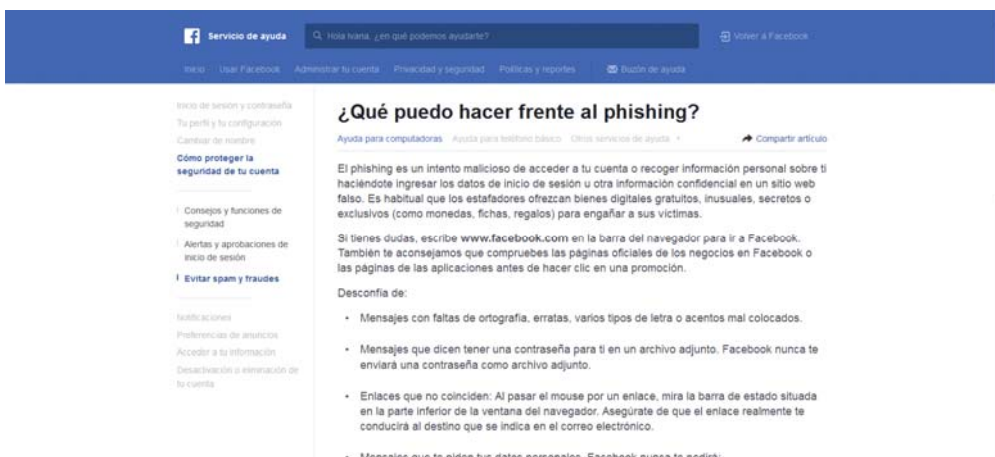 Servicio de ayuda
Hola Ivana, ¿en qué podemos ayudarte?
Volver a Facebook
Inicio Usar Facebook Administrar tu cuenta Privacidad y seguridad Políticas y reportes Buzón de ayuda
Inicio de sesión y contraseña
Tu perfil y tu configuración
Cambiar de nombre
Cómo proteger la
seguridad de tu cuenta
Consejos y funciones de
seguridad
Alertas y aprobaciones de
inicio de sesión
Evitar spam y fraudes
Notificaciones
Preferencias de anuncios
Acceder a tu información
Desactivación o eliminación de
tu cuenta
¿Qué puedo hacer frente al phishing?
Ayuda para computadoras Ayuda para teléfono básico Otros servicios de ayuda
Compartir artículo
El phishing es un intento malicioso de acceder a tu cuenta o recoger información personal sobre ti
haciéndote ingresar los datos de inicio de sesión u otra información confidencial en un sitio web
falso. Es habitual que los estafadores ofrezcan bienes digitales gratuitos, inusuales, secretos o
exclusivos (como monedas, fichas, regalos) para engañar a sus víctimas.
Si tienes dudas, escribe www.facebook.com en la barra del navegador para ir a Facebook.
También te aconsejamos que compruebes las páginas oficiales de los negocios en Facebook o
las páginas de las aplicaciones antes de hacer clic en una promoción.
Desconfía de:
• Mensajes con faltas de ortografía, erratas, varios tipos de letra o acentos mal colocados.
• Mensajes que dicen tener una contraseña para ti en un archivo adjunto. Facebook nunca te
enviará una contraseña como archivo adjunto.
• Enlaces que no coinciden: Al pasar el mouse por un enlace, mira la barra de estado situada
en la parte inferior de la ventana del navegador. Asegúrate de que el enlace realmente te
conducirá al destino que se indica en el correo electrónico.
• Mensajes que te piden tus datos personales. Facebook nunca te pedirá: